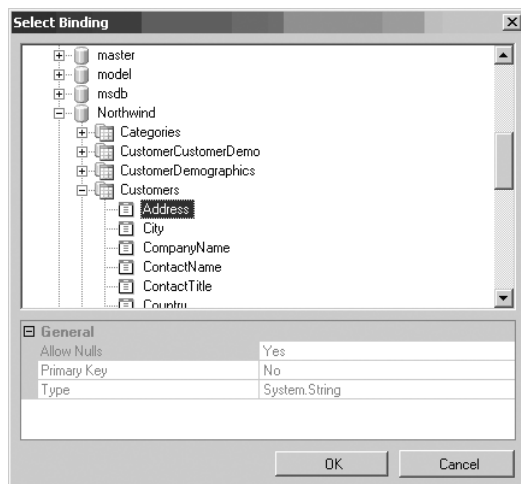 Select Binding
master
model
msdb
Northwind
Categories
CustomerCustomerDemo
CustomerDemographics
Customers
Address
City
CompanyName
ContactName
ContactTitle
Country
General
Allow Nulls Yes
Primary Key No
Type System.String
OK Cancel